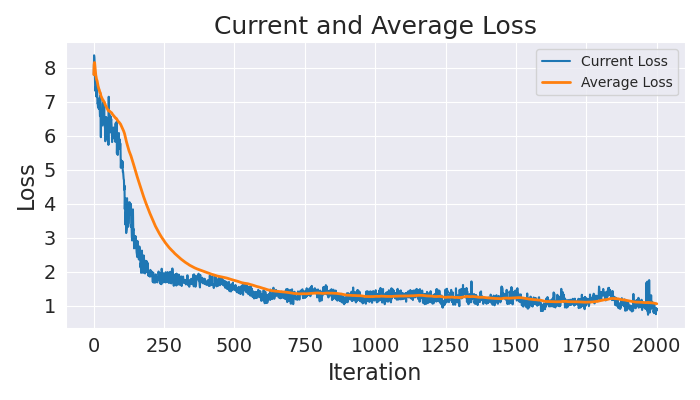 Current and Average Loss
Current Loss
Average Loss
Loss
8
7
6
5
4
3
2
1
0 250 500 750 1000 1250 1500 1750 2000
Iteration